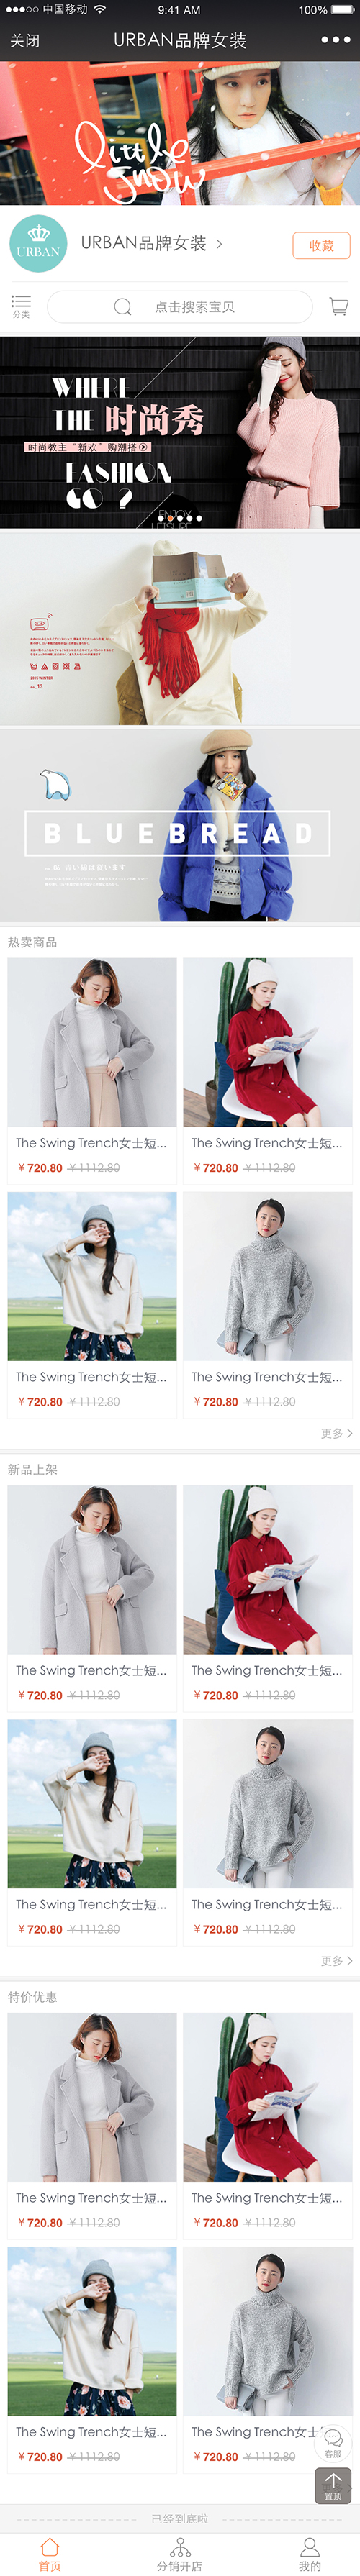 中国移动
9:41 AM
100%
关闭
URBAN品牌女装
little
snow
URBAN
URBAN品牌女装
收藏
分类
点击搜索宝贝
WHERE
THE 时尚秀
时尚教主“新欢”购潮搭
FASHION
GO ?
ENJOY
LEISURE
2015 WINTER
13
BLUEBREAD
热卖商品
The Swing Trench女士短...
The Swing Trench女士短...
￥720.80 ￥1112.80
￥720.80 ￥1112.80
The Swing Trench女士短...
The Swing Trench女士短...
￥720.80 ￥1112.80
￥720.80 ￥1112.80
更多
新品上架
The Swing Trench女士短...
The Swing Trench女士短...
￥720.80 ￥1112.80
￥720.80 ￥1112.80
The Swing Trench女士短...
The Swing Trench女士短...
￥720.80 ￥1112.80
￥720.80 ￥1112.80
更多
特价优惠
The Swing Trench女士短...
The Swing Trench女士短...
￥720.80 ￥1112.80
￥720.80 ￥1112.80
The Swing Trench女士短...
The Swing Trench女士短
￥720.80 ￥1112.80
￥720.80 ￥1112.80
客服
置顶
已经到底啦
首页
分销开店
我的